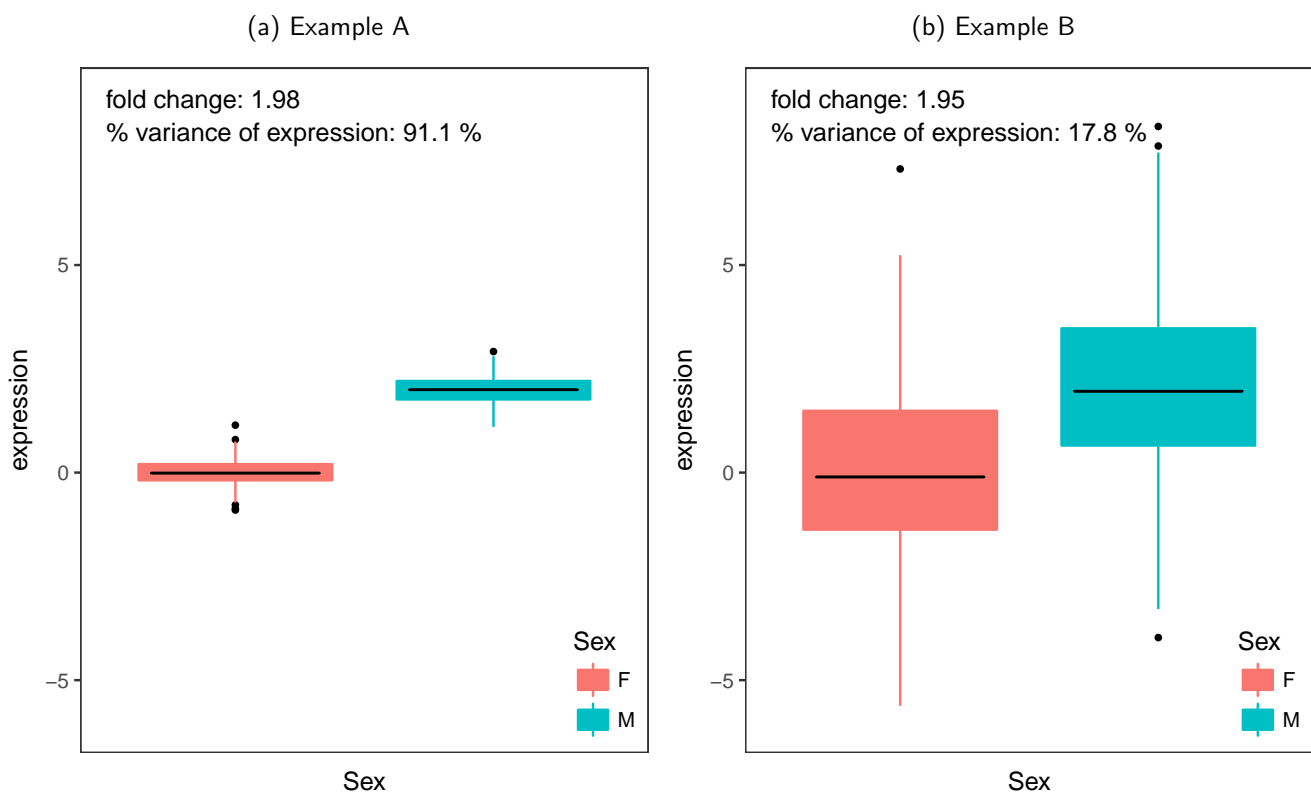 (a) Example A
fold change: 1.98
% variance of expression: 91.1 %
5
0
−5
expression
Sex
F
M
Sex
(b) Example B
fold change: 1.95
% variance of expression: 17.8 %
5
0
−5
expression
Sex
F
M
Sex